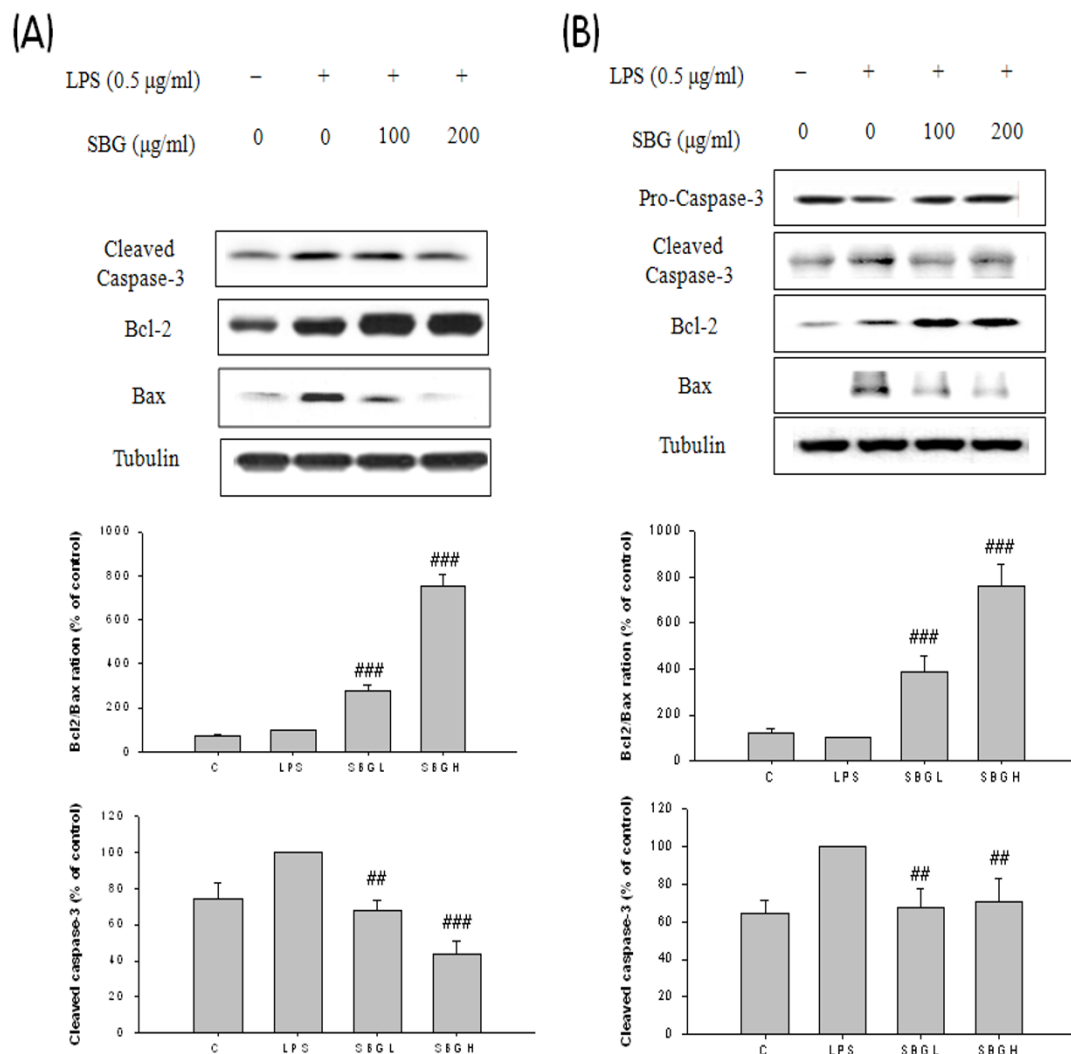 (A)
LPS (0.5 µg/ml) – + + +
SBG (µg/ml) 0 0 100 200
Cleaved
Caspase-3
Bcl-2
Bax
Tubulin
Bcl2/Bax ration (% of control)
1000
800
600
400
200
0
###
###
C LPS SBGL SBGH
Cleaved caspase-3 (% of control)
120
100
80
60
40
20
0
##
###
C LPS SBGL SBGH
(B)
LPS (0.5 µg/ml) – + + +
SBG (µg/ml) 0 0 100 200
Pro-Caspase-3
Cleaved
Caspase-3
Bcl-2
Bax
Tubulin
Bcl2/Bax ration (% of control)
1000
800
600
400
200
0
###
###
C LPS SBGL SBGH
Cleaved caspase-3 (% of control)
120
100
80
60
40
20
0
##
##
C LPS SBGL SBGH